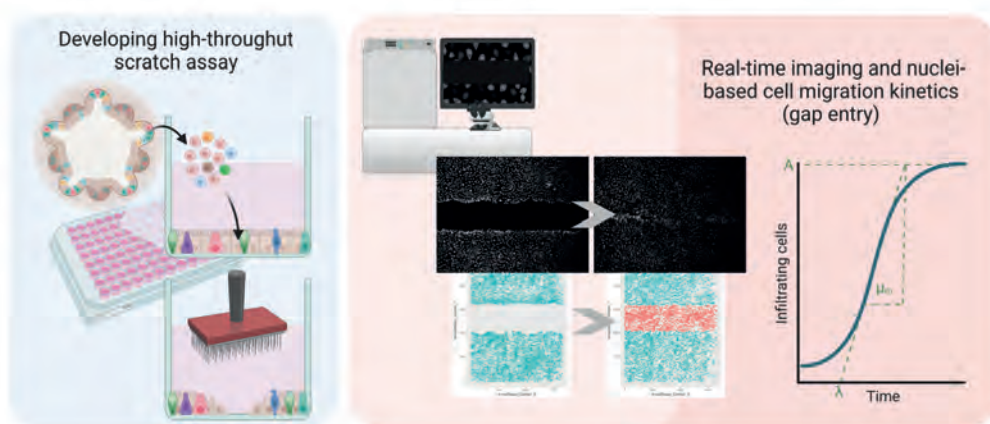 Developing high-throughut
scratch assay
Real-time imaging and nuclei-
based cell migration kinetics
(gap entry)
A
μm
λ
Infiltrating cells
Time